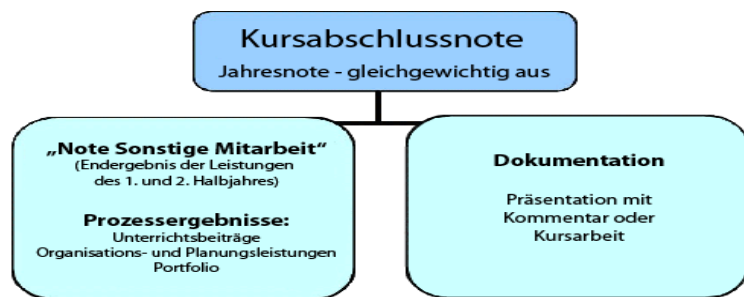 Kursabschlussnote
Jahresnote - gleichgewichtig aus
„Note Sonstige Mitarbeit“
(Endergebnis der Leistungen
des 1. und 2. Halbjahres)
Prozessergebnisse:
Unterrichtsbeiträge
Organisations- und Planungsleistungen
Portfolio
Dokumentation
Präsentation mit
Kommentar oder
Kursarbeit